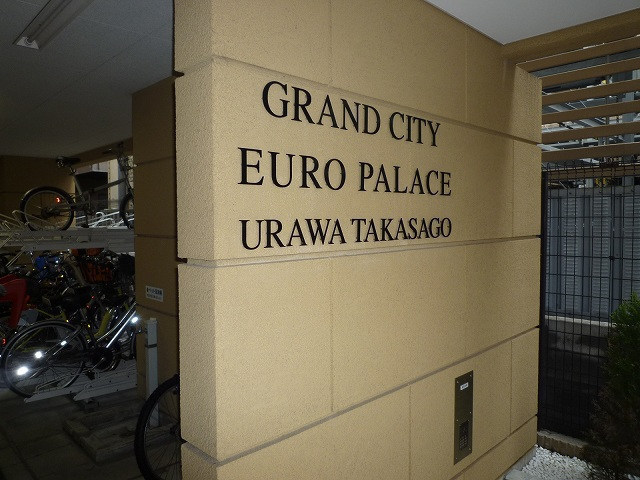 GRAND CITY
EURO PALACE
URAWA TAKASAGO